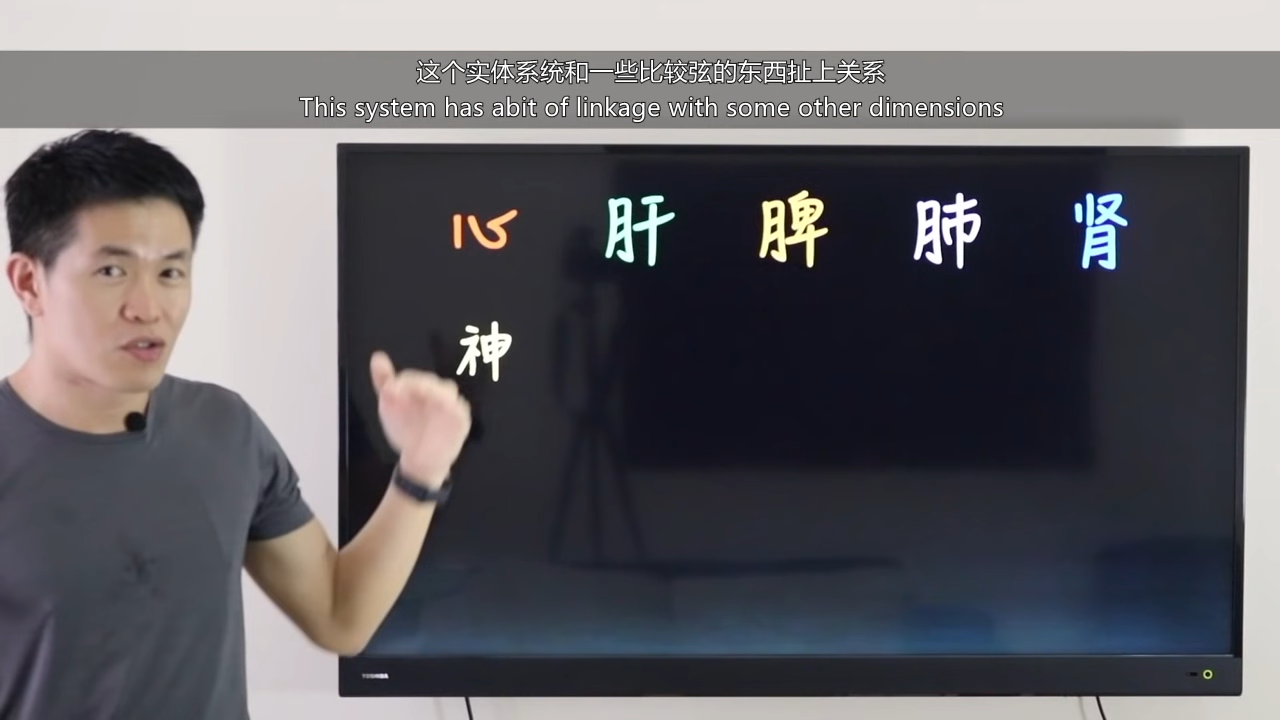 这个实体系统和一些比较弦的东西扯上关系
This system has abit of linkage with some other dimensions
心 肝 脾 肺 肾
神
TOSHIBA